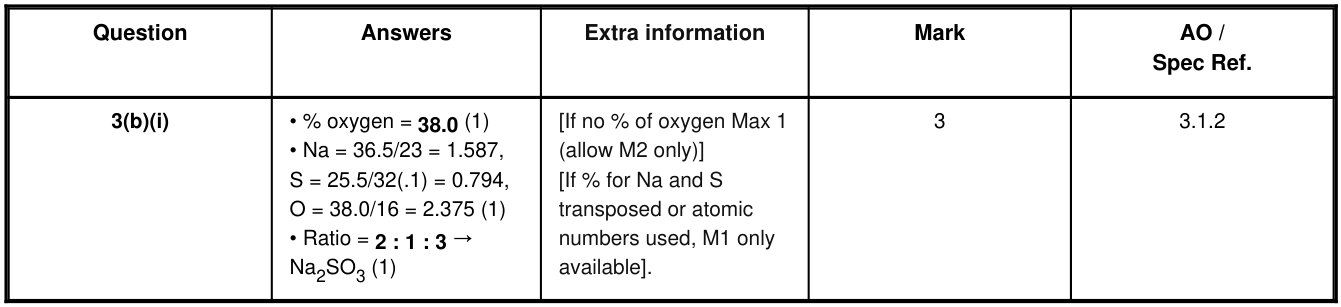 Question Answers Extra information Mark AO /
Spec Ref.
3(b)(i)
• % oxygen = 38.0 (1)
• Na = 36.5/23 = 1.587,
S = 25.5/32(.1) = 0.794,
O = 38.0/16 = 2.375 (1)
• Ratio = 2 : 1 : 3 →
Na₂SO₃ (1)
[If no % of oxygen Max 1
(allow M2 only)]
[If % for Na and S
transposed or atomic
numbers used, M1 only
available].
3
3.1.2